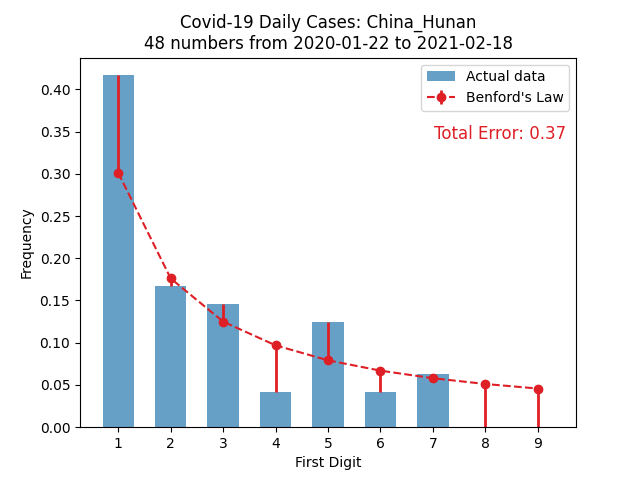 Covid-19 Daily Cases: China_Hunan
48 numbers from 2020-01-22 to 2021-02-18
Actual data
Benford's Law
Total Error: 0.37
Frequency
0.40
0.35
0.30
0.25
0.20
0.15
0.10
0.05
0.00
1 2 3 4 5 6 7 8 9
First Digit